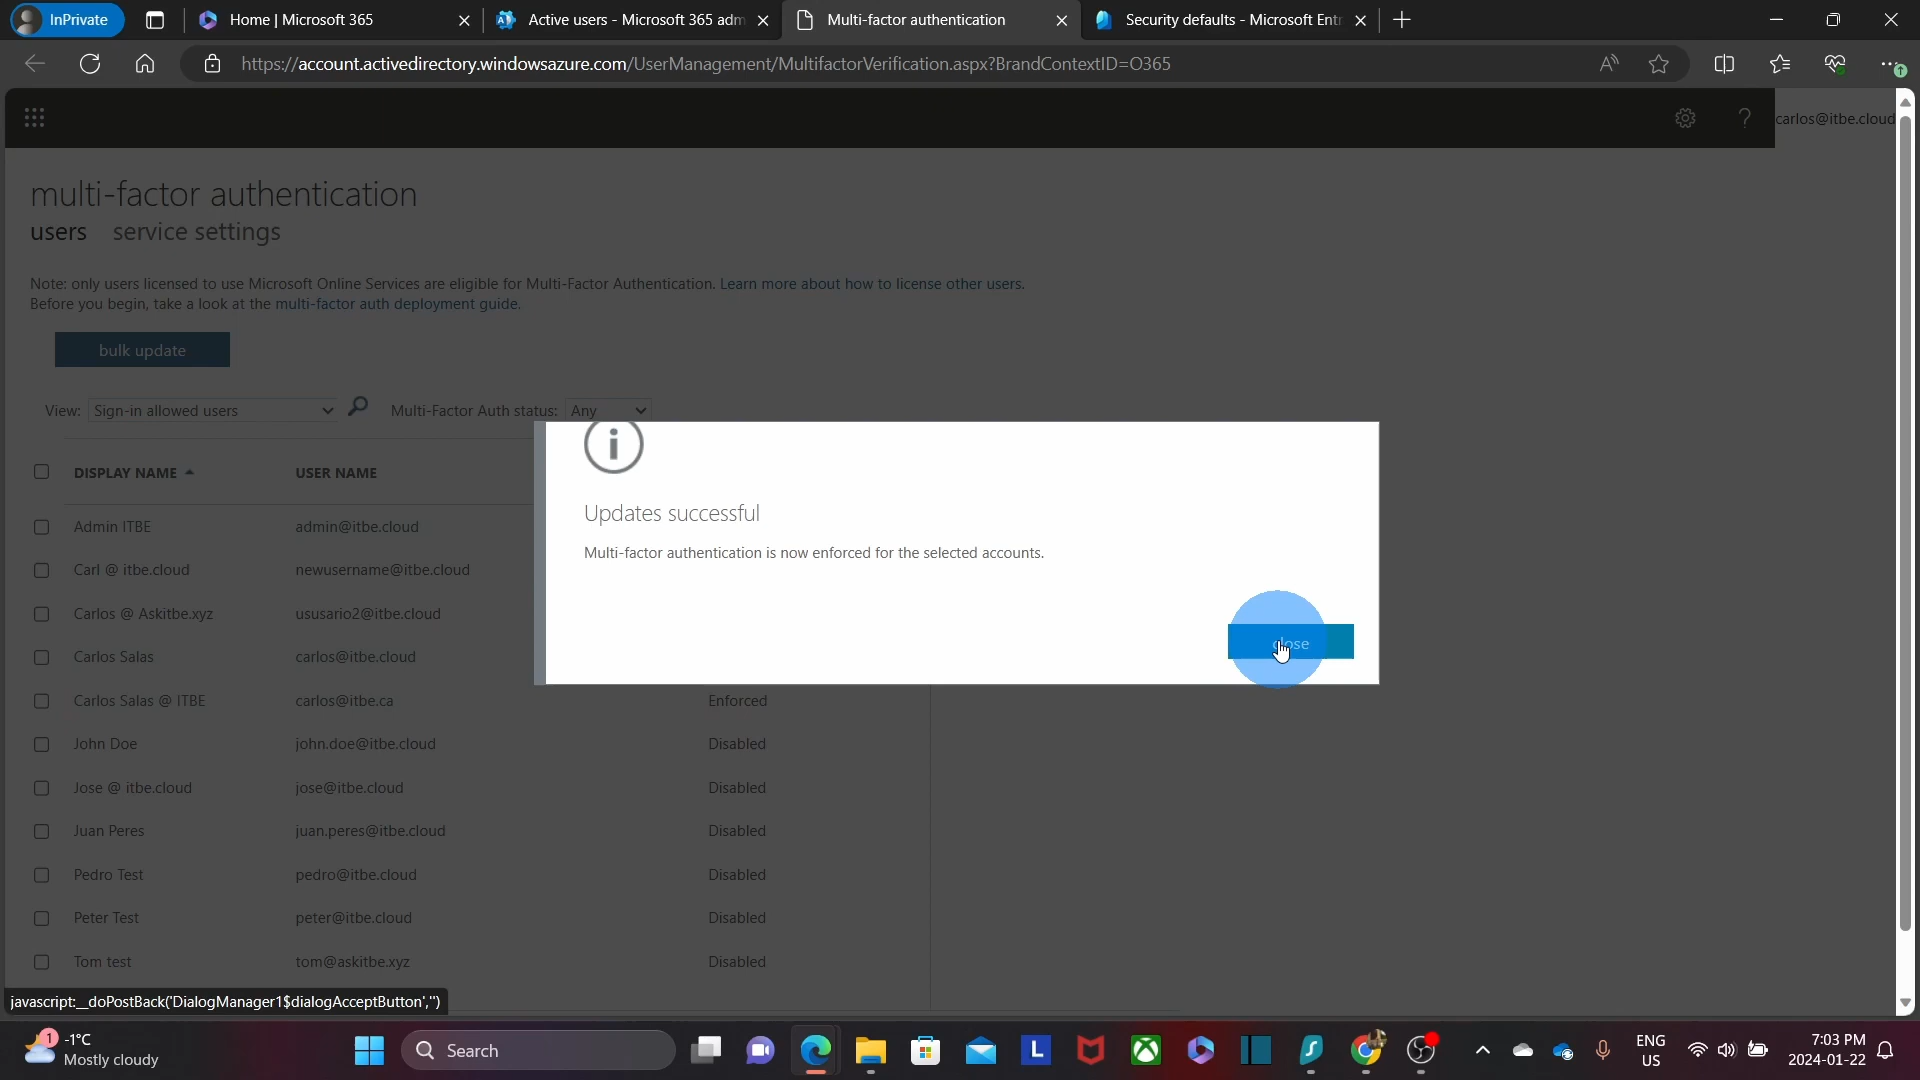 InPrivate
Home | Microsoft 365
Active users - Microsoft 365 adm
Multi-factor authentication
Security defaults - Microsoft Entr
https://account.activedirectory.windowsazure.com/UserManagement/MultifactorVerification.aspx?BrandContextID=O365
carlos@itbe.cloud
multi-factor authentication
users service settings
Note: only users licensed to use Microsoft Online Services are eligible for Multi-Factor Authentication. Learn more about how to license other users.
Before you begin, take a look at the multi-factor auth deployment guide.
bulk update
View: Sign-in allowed users Multi-Factor Auth status: Any
DISPLAY NAME USER NAME
Updates successful
Multi-factor authentication is now enforced for the selected accounts.
close
Admin ITBE admin@itbe.cloud
Carl @ itbe.cloud newusername@itbe.cloud
Carlos @ Askitbe.xyz ususario2@itbe.cloud
Carlos Salas carlos@itbe.cloud
Carlos Salas @ ITBE carlos@itbe.ca Enforced
John Doe john.doe@itbe.cloud Disabled
Jose @ itbe.cloud jose@itbe.cloud Disabled
Juan Peres juan.peres@itbe.cloud Disabled
Pedro Test pedro@itbe.cloud Disabled
Peter Test peter@itbe.cloud Disabled
Tom test tom@askitbe.xyz Disabled
javascript:__doPostBack('DialogManager1$dialogAcceptButton','')
1
-1°C
Mostly cloudy
Search
L
ENG
US
7:03 PM
2024-01-22